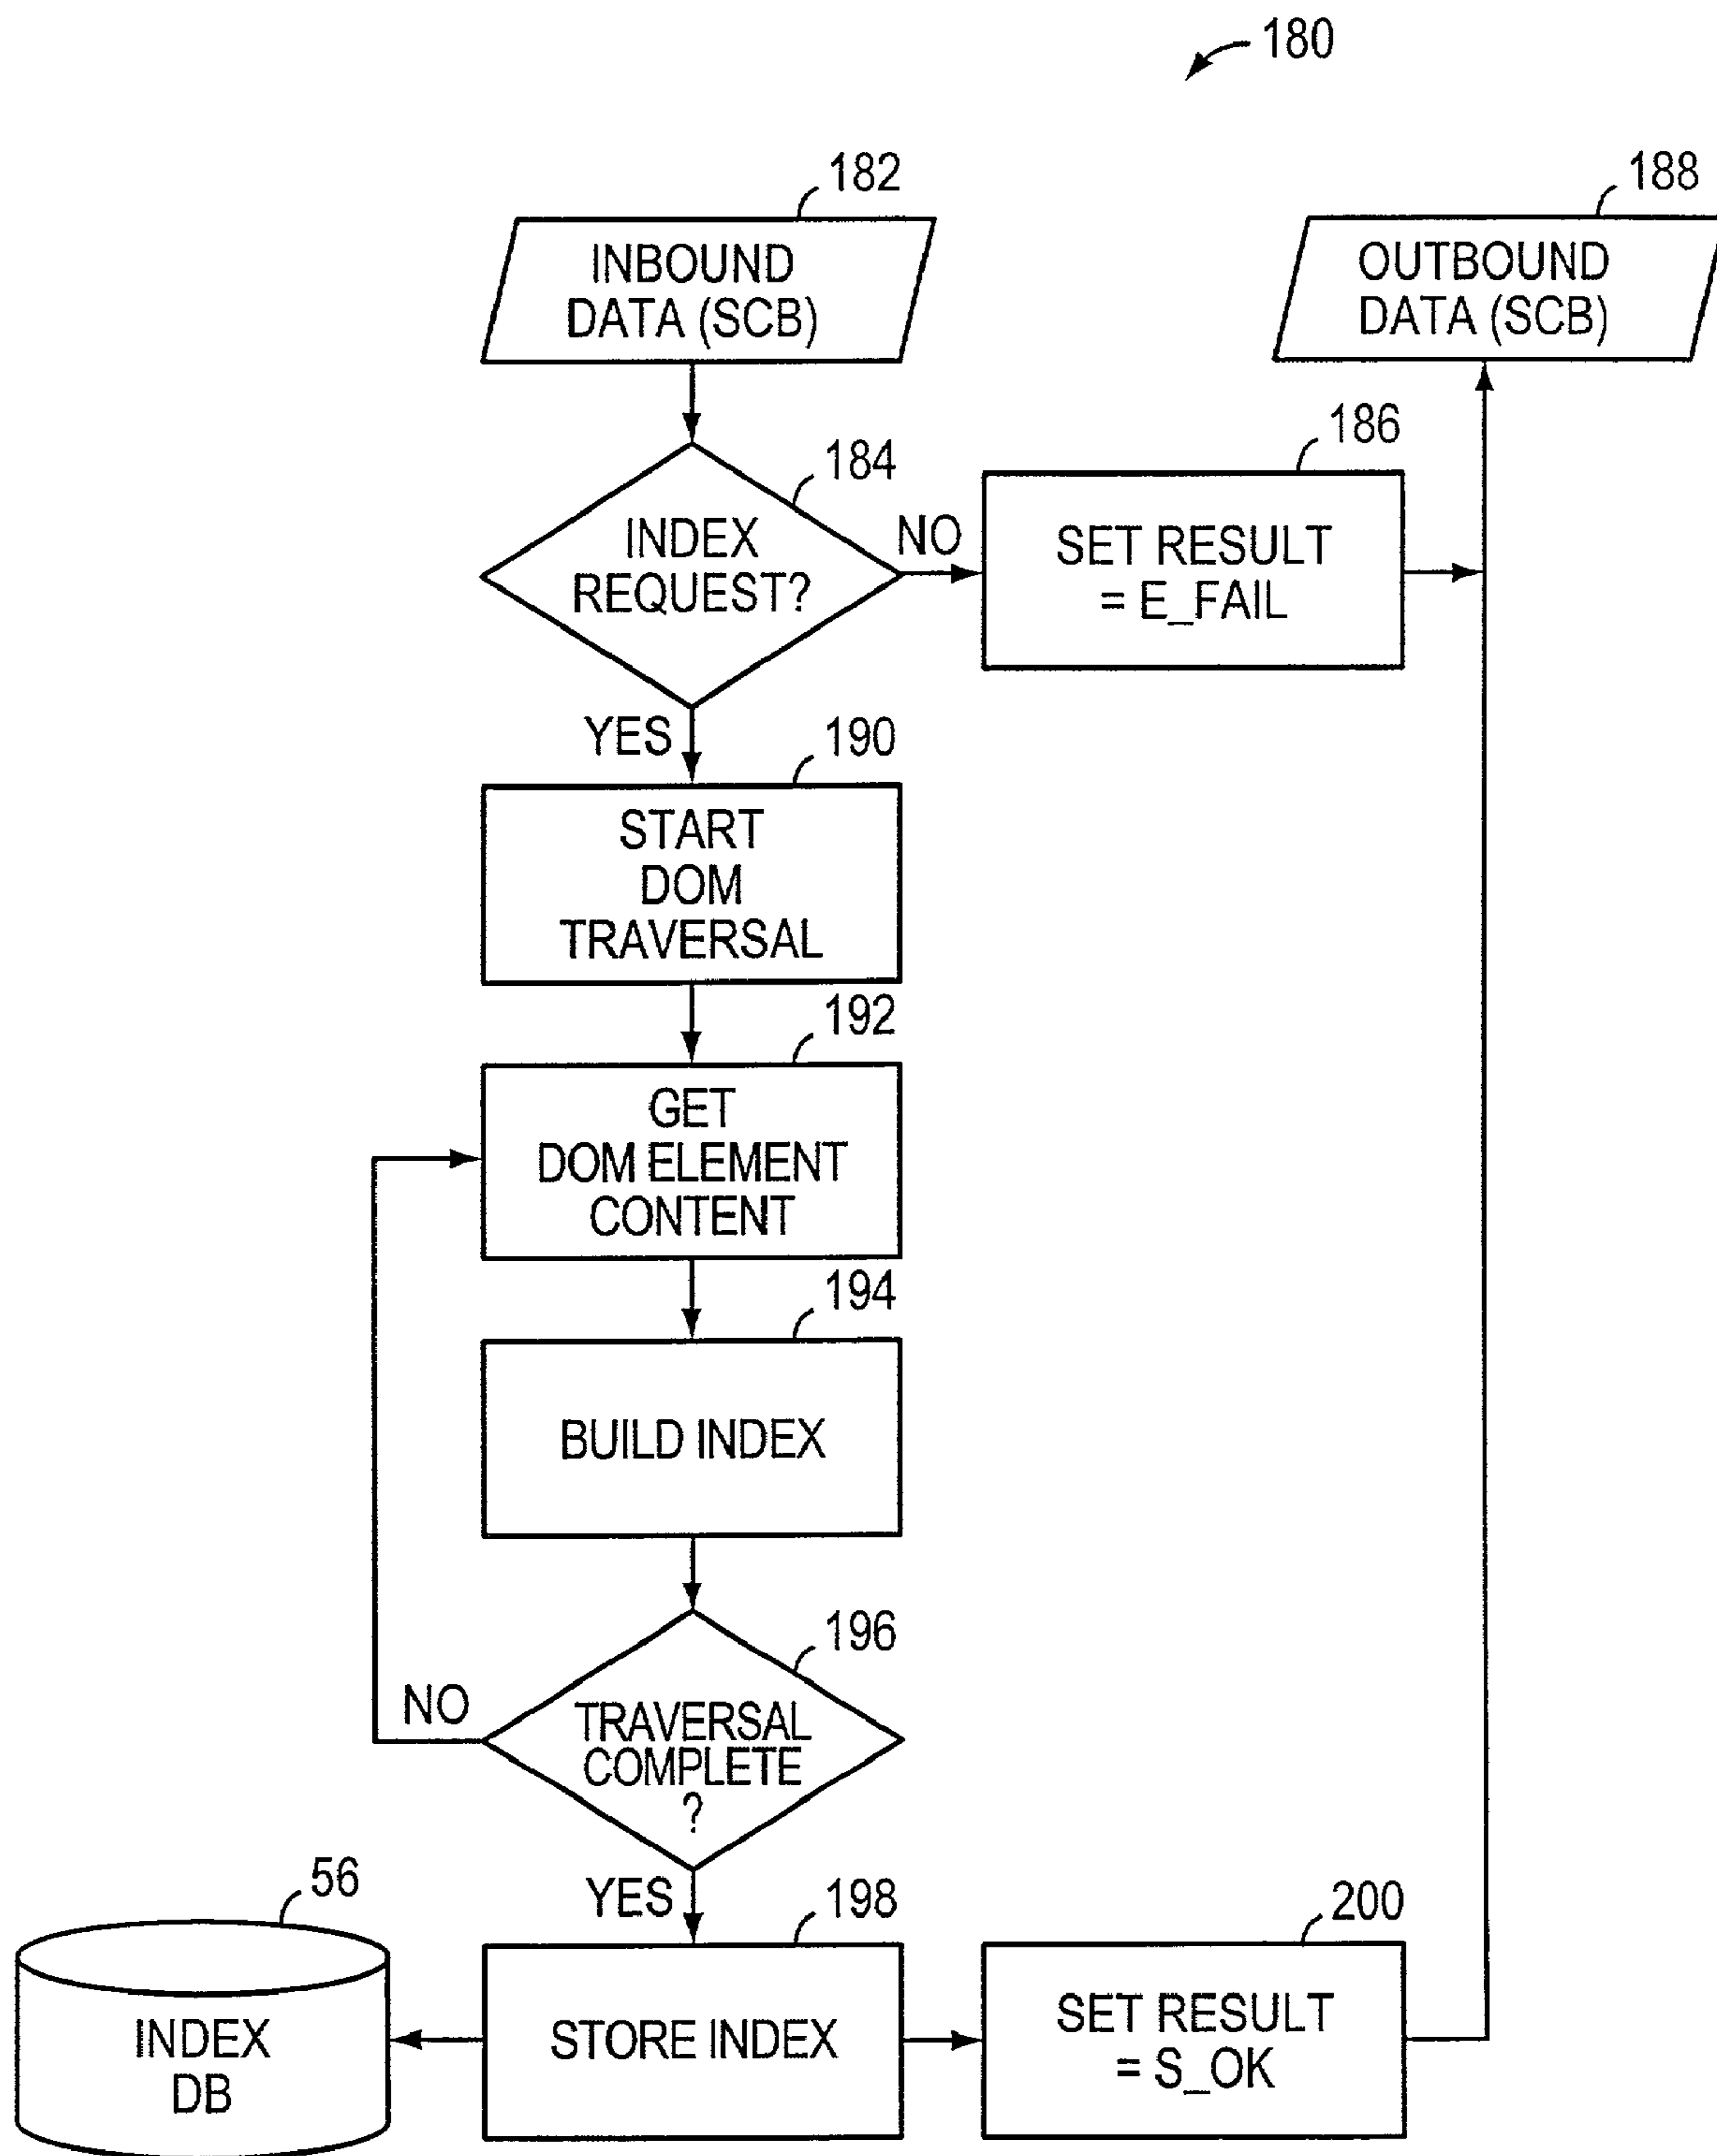 180
182
INBOUND
DATA (SCB)
188
OUTBOUND
DATA (SCB)
184
INDEX
REQUEST?
NO
186
SET RESULT
= E_FAIL
YES
190
START
DOM
TRAVERSAL
192
GET
DOM ELEMENT
CONTENT
194
BUILD INDEX
196
TRAVERSAL
COMPLETE
?
NO
YES
56
INDEX
DB
198
STORE INDEX
200
SET RESULT
= S_OK